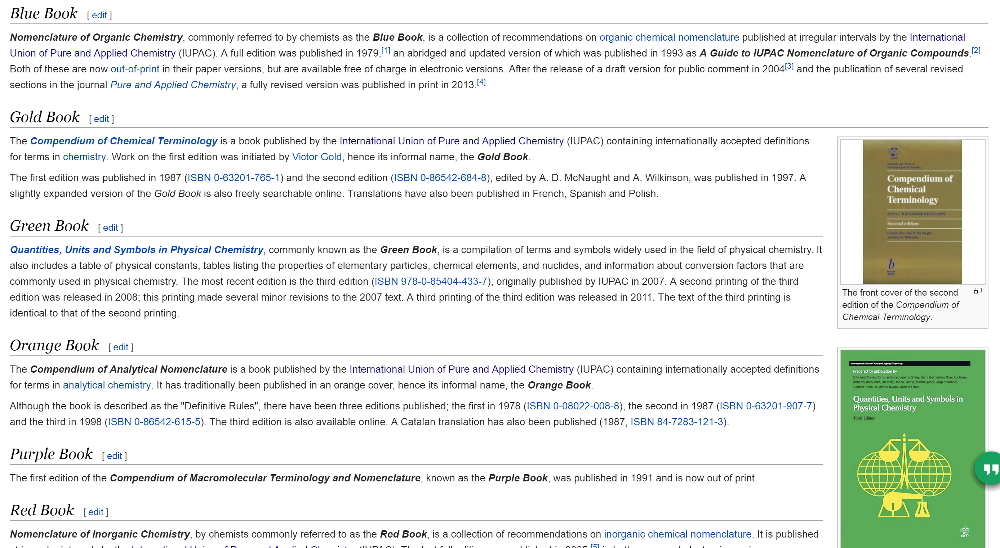 Blue Book [ edit ]
Nomenclature of Organic Chemistry, commonly referred to by chemists as the Blue Book, is a collection of recommendations on organic chemical nomenclature published at irregular intervals by the International
Union of Pure and Applied Chemistry (IUPAC). A full edition was published in 1979,[1] an abridged and updated version of which was published in 1993 as A Guide to IUPAC Nomenclature of Organic Compounds.[2]
Both of these are now out-of-print in their paper versions, but are available free of charge in electronic versions. After the release of a draft version for public comment in 2004[3] and the publication of several revised
sections in the journal Pure and Applied Chemistry, a fully revised version was published in print in 2013.[4]
Gold Book [ edit ]
The Compendium of Chemical Terminology is a book published by the International Union of Pure and Applied Chemistry (IUPAC) containing internationally accepted definitions
for terms in chemistry. Work on the first edition was initiated by Victor Gold, hence its informal name, the Gold Book.
The first edition was published in 1987 (ISBN 0-63201-765-1) and the second edition (ISBN 0-86542-684-8), edited by A. D. McNaught and A. Wilkinson, was published in 1997. A
slightly expanded version of the Gold Book is also freely searchable online. Translations have also been published in French, Spanish and Polish.
International Union of
Pure and Applied Chemistry
Compendium of
Chemical
Terminology
IUPAC RECOMMENDATIONS
Second edition
Compiled by Alan D. McNaught
and Andrew Wilkinson
b
The front cover of the second
edition of the Compendium of
Chemical Terminology.
Green Book [ edit ]
Quantities, Units and Symbols in Physical Chemistry, commonly known as the Green Book, is a compilation of terms and symbols widely used in the field of physical chemistry. It
also includes a table of physical constants, tables listing the properties of elementary particles, chemical elements, and nuclides, and information about conversion factors that are
commonly used in physical chemistry. The most recent edition is the third edition (ISBN 978-0-85404-433-7), originally published by IUPAC in 2007. A second printing of the third
edition was released in 2008; this printing made several minor revisions to the 2007 text. A third printing of the third edition was released in 2011. The text of the third printing is
identical to that of the second printing.
Orange Book [ edit ]
The Compendium of Analytical Nomenclature is a book published by the International Union of Pure and Applied Chemistry (IUPAC) containing internationally accepted definitions
for terms in analytical chemistry. It has traditionally been published in an orange cover, hence its informal name, the Orange Book.
Although the book is described as the "Definitive Rules", there have been three editions published; the first in 1978 (ISBN 0-08022-008-8), the second in 1987 (ISBN 0-63201-907-7)
and the third in 1998 (ISBN 0-86542-615-5). The third edition is also available online. A Catalan translation has also been published (1987, ISBN 84-7283-121-3).
International Union of Pure and Applied Chemistry
Prepared for publication by
E Richard Cohen, Tomislav Cvitaš, Jeremy G Frey, Bertil Holmström, Kozo Kuchitsu,
Roberto Marquardt, Ian Mills, Franco Pavese, Martin Quack, Jürgen Stohner,
Herbert L Strauss, Michio Takami, Anders J Thor
Quantities, Units and Symbols in
Physical Chemistry
Third Edition
IUPAC
Purple Book [ edit ]
The first edition of the Compendium of Macromolecular Terminology and Nomenclature, known as the Purple Book, was published in 1991 and is now out of print.
Red Book [ edit ]
Nomenclature of Inorganic Chemistry, by chemists commonly referred to as the Red Book, is a collection of recommendations on inorganic chemical nomenclature. It is published